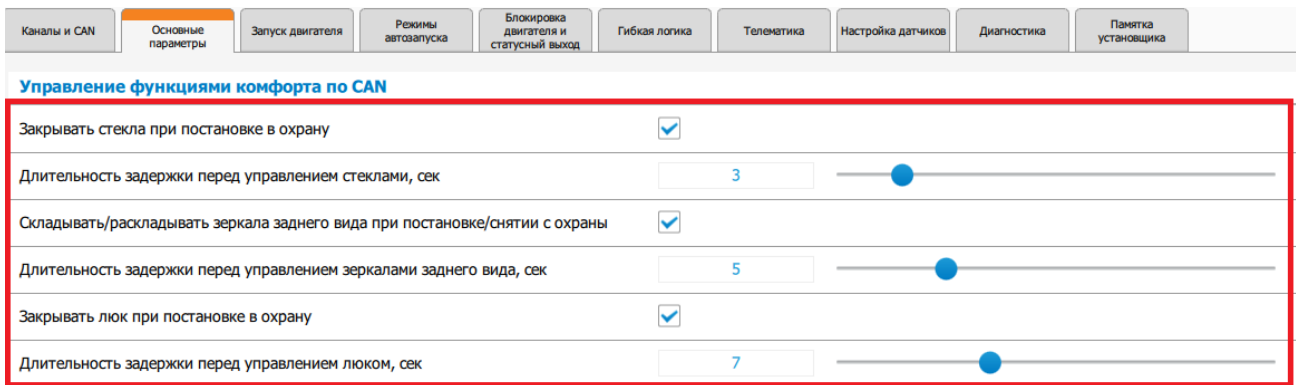 Каналы и CAN
Основные
параметры
Запуск двигателя
Режимы
автозапуска
Блокировка
двигателя и
статусный выход
Гибкая логика
Телематика
Настройка датчиков
Диагностика
Памятка
установщика
Управление функциями комфорта по CAN
Закрывать стекла при постановке в охрану
Длительность задержки перед управлением стеклами, сек
3
Складывать/раскладывать зеркала заднего вида при постановке/снятии с охраны
Длительность задержки перед управлением зеркалами заднего вида, сек
5
Закрывать люк при постановке в охрану
Длительность задержки перед управлением люком, сек
7